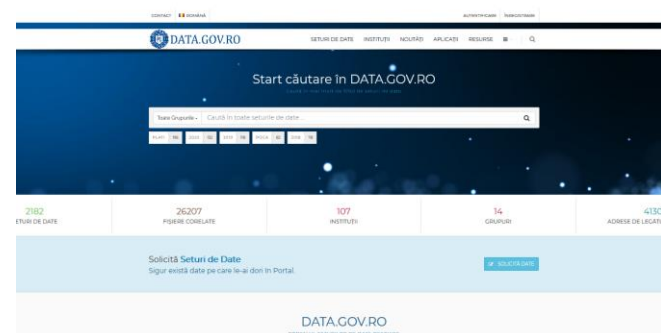 CONTACT ROMÂNĂ AUTENTIFICARE ÎNREGISTRARE
DATA.GOV.RO SETURI DE DATE INSTITUȚII NOUTĂȚI APLICAȚII RESURSE
Start căutare în DATA.GOV.RO
Toate Grupurile Caută în toate seturile de date...
2182 26207 107 14 4130
ETURI DE DATE FIȘIERE CORELATE INSTITUȚII GRUPURI ADRESE DE LEGĂT
Solicită Seturi de Date
Sigur există date pe care le-ai dori în Portal. SOLICITĂ DATE
DATA.GOV.RO